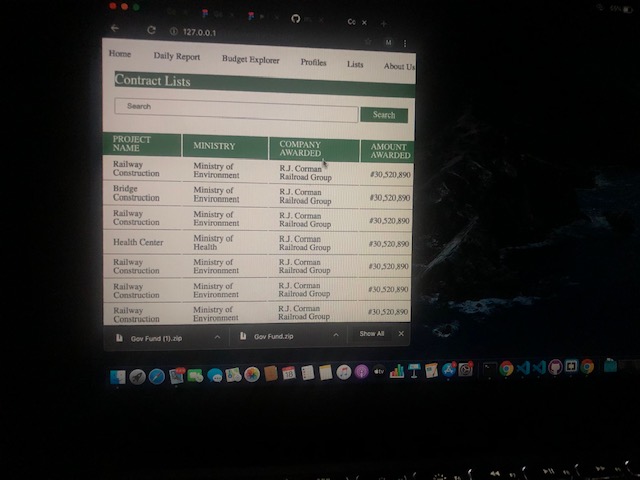 Cc
127.0.0.1
M
Home Daily Report Budget Explorer Profiles Lists About Us
Contract Lists
Search Search
PROJECT NAME MINISTRY COMPANY AWARDED AMOUNT AWARDED
Railway Construction Ministry of Environment R.J. Corman Railroad Group #30,520,890
Bridge Construction Ministry of Environment R.J. Corman Railroad Group #30,520,890
Railway Construction Ministry of Environment R.J. Corman Railroad Group #30,520,890
Health Center Ministry of Health R.J. Corman Railroad Group #30,520,890
Railway Construction Ministry of Environment R.J. Corman Railroad Group #30,520,890
Railway Construction Ministry of Environment R.J. Corman Railroad Group #30,520,890
Railway Construction Ministry of Environment R.J. Corman Railroad Group #30,520,890
Gov Fund (1).zip Gov Fund.zip Show All
tv